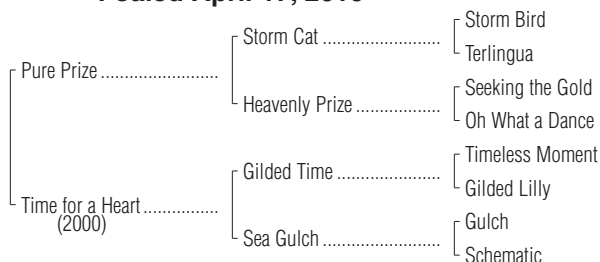 Storm Bird
Storm Cat ........................
Terlingua
Pure Prize ........................
Seeking the Gold
Heavenly Prize .................
Oh What a Dance
Timeless Moment
Gilded Time .....................
Gilded Lilly
Time for a Heart ...............
(2000)
Gulch
Sea Gulch ........................
Schematic